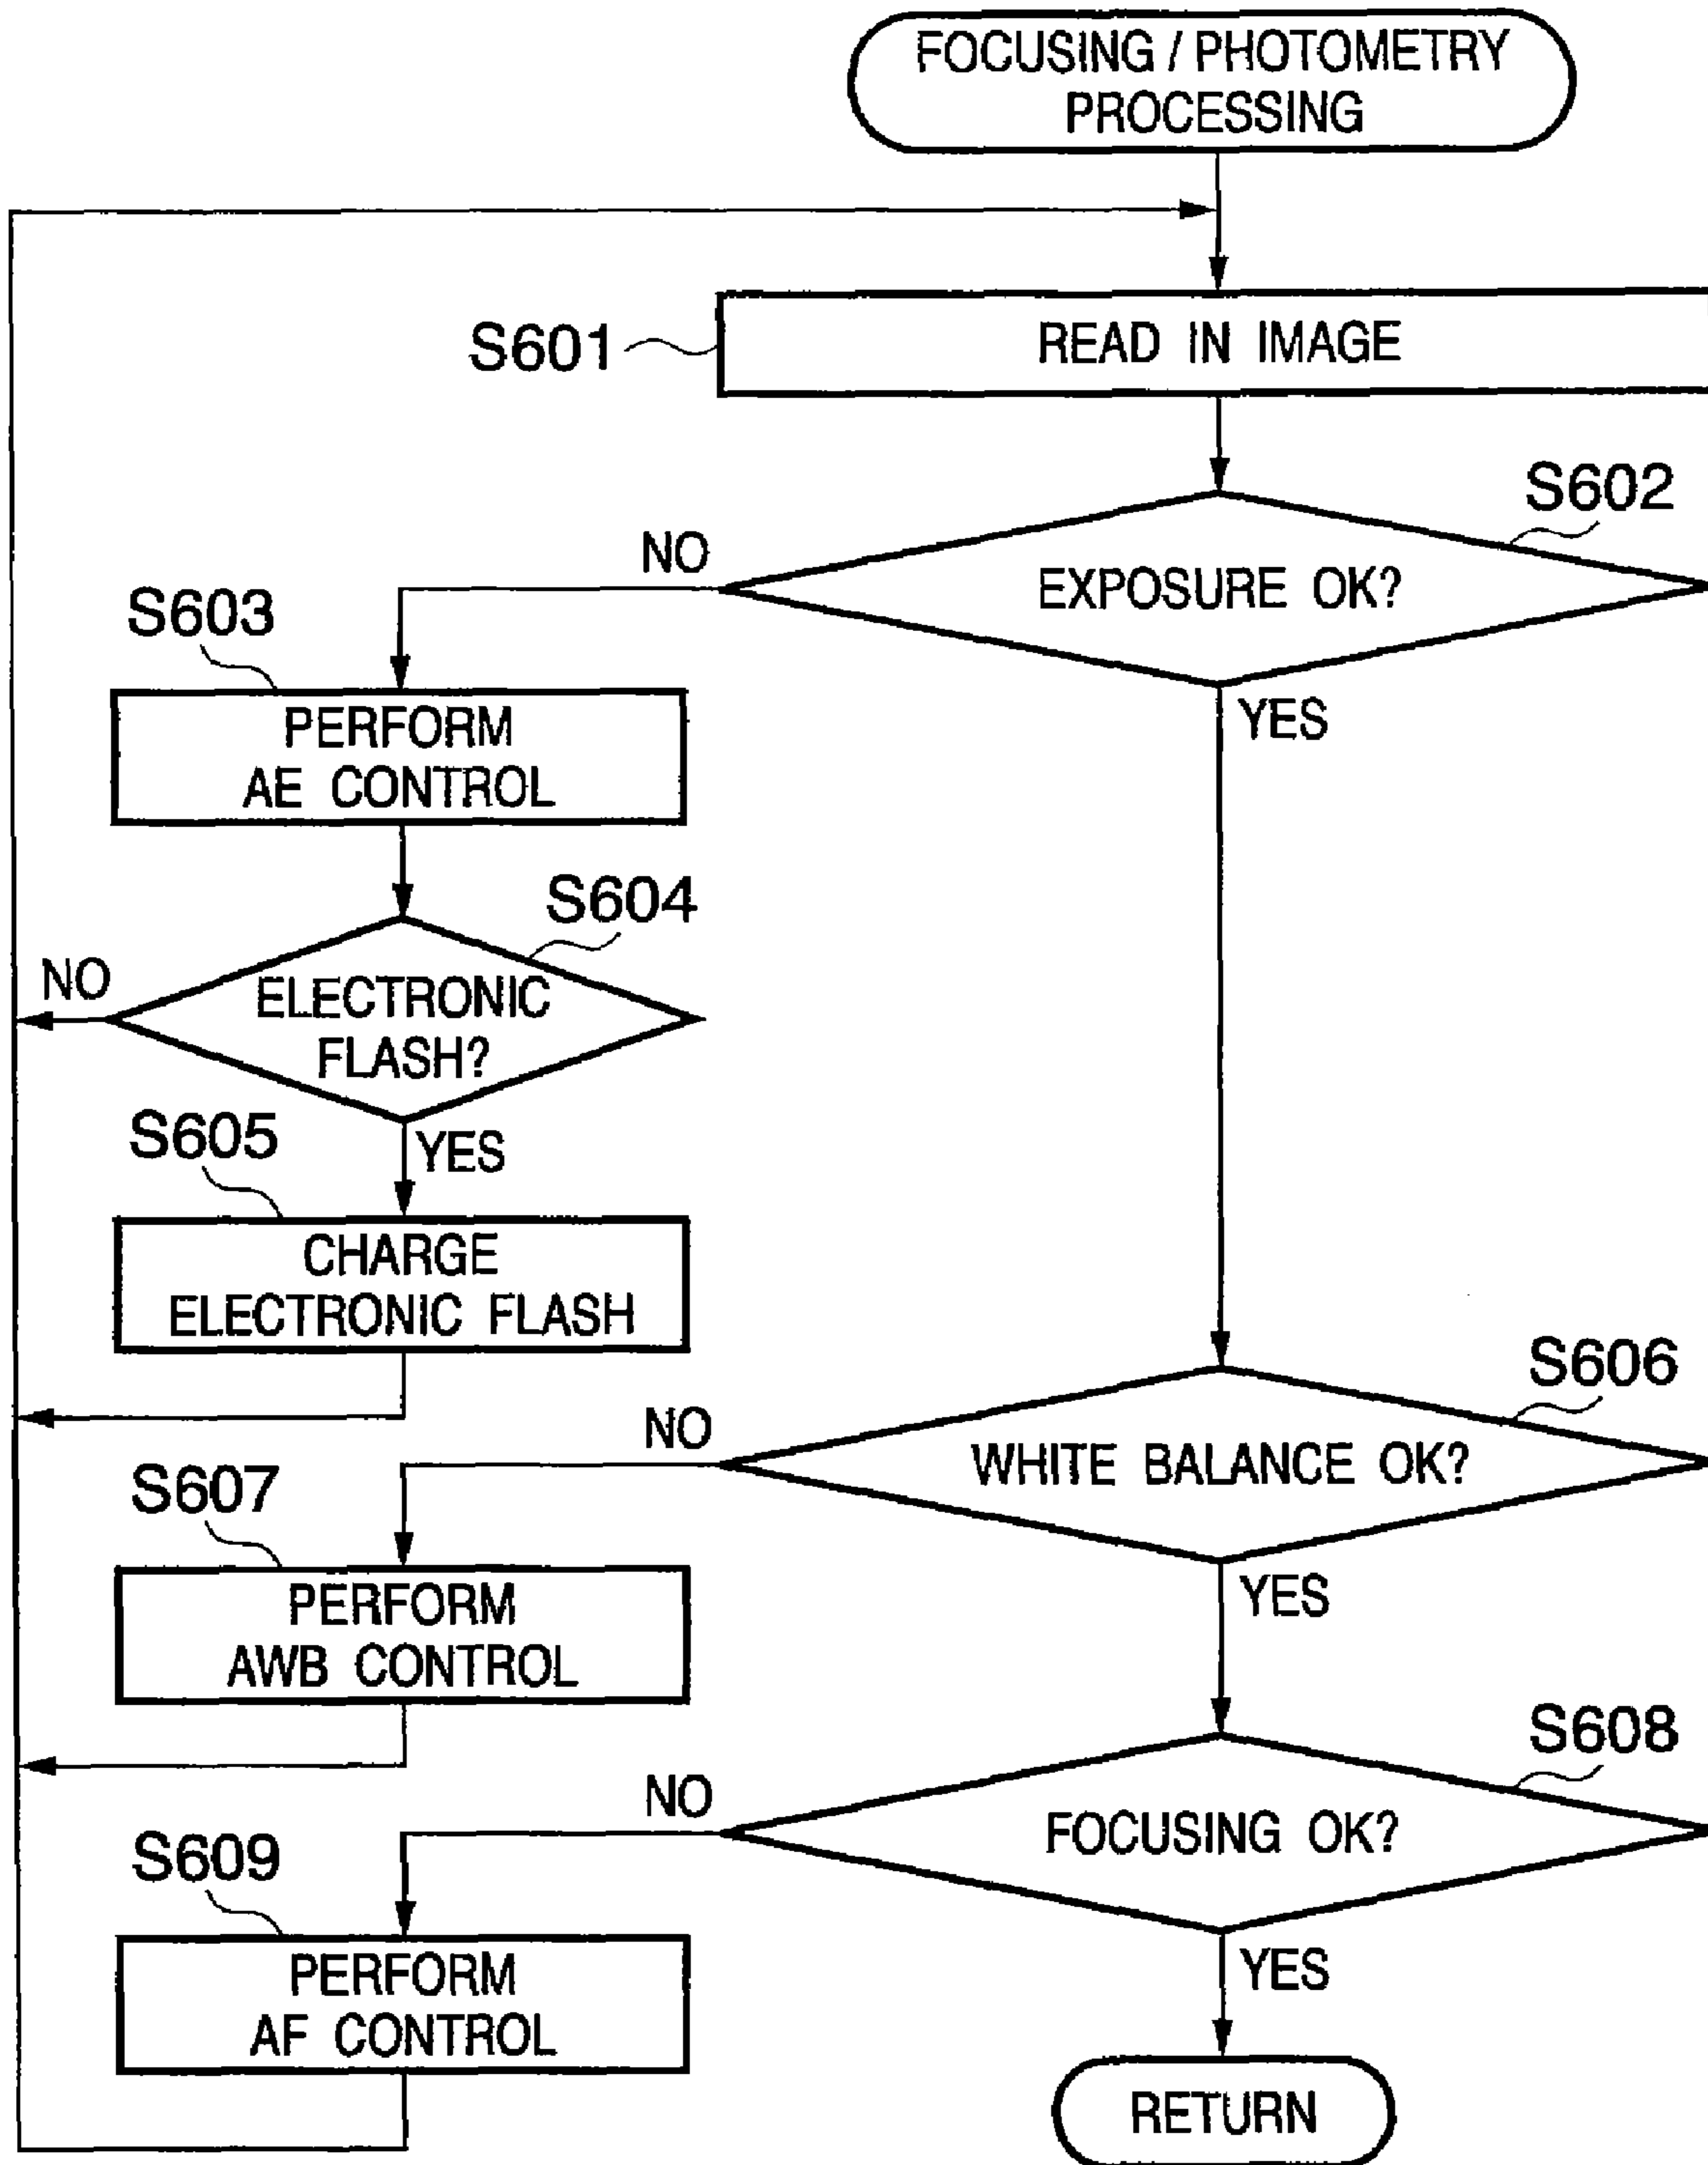 FOCUSING / PHOTOMETRY
PROCESSING
S601
READ IN IMAGE
S602
NO
EXPOSURE OK?
S603
YES
PERFORM
AE CONTROL
S604
NO
ELECTRONIC
FLASH?
S605
YES
CHARGE
ELECTRONIC FLASH
S606
NO
WHITE BALANCE OK?
S607
YES
PERFORM
AWB CONTROL
S608
NO
FOCUSING OK?
S609
YES
PERFORM
AF CONTROL
RETURN